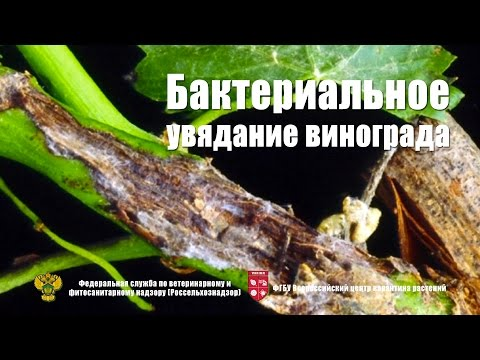 Бактериальное
увядание винограда
Федеральная служба по ветеринарному и
фитосанитарному надзору (Россельхознадзор)
ФГБУ Всероссийский центр карантина растений